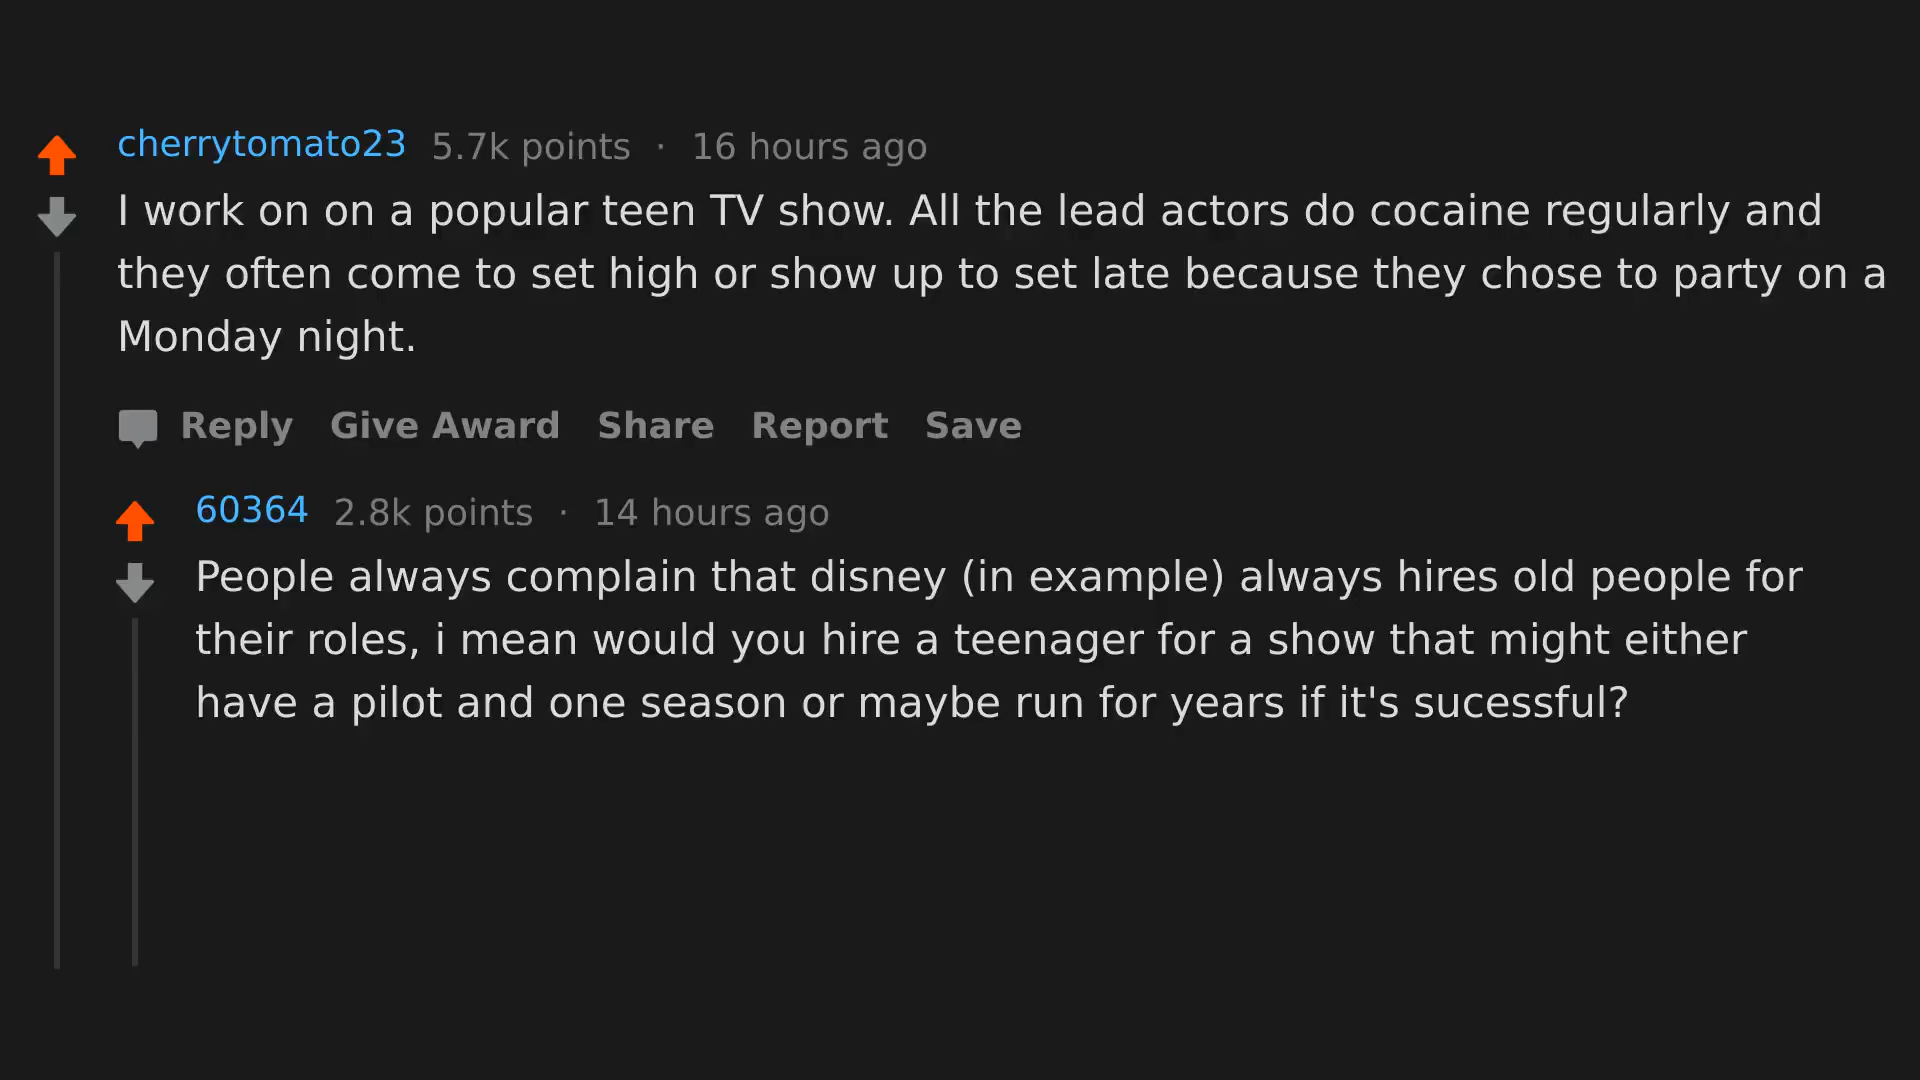 cherrytomato23 5.7k points · 16 hours ago
I work on on a popular teen TV show. All the lead actors do cocaine regularly and
they often come to set high or show up to set late because they chose to party on a
Monday night.
Reply Give Award Share Report Save
60364 2.8k points · 14 hours ago
People always complain that disney (in example) always hires old people for
their roles, i mean would you hire a teenager for a show that might either
have a pilot and one season or maybe run for years if it's sucessful?